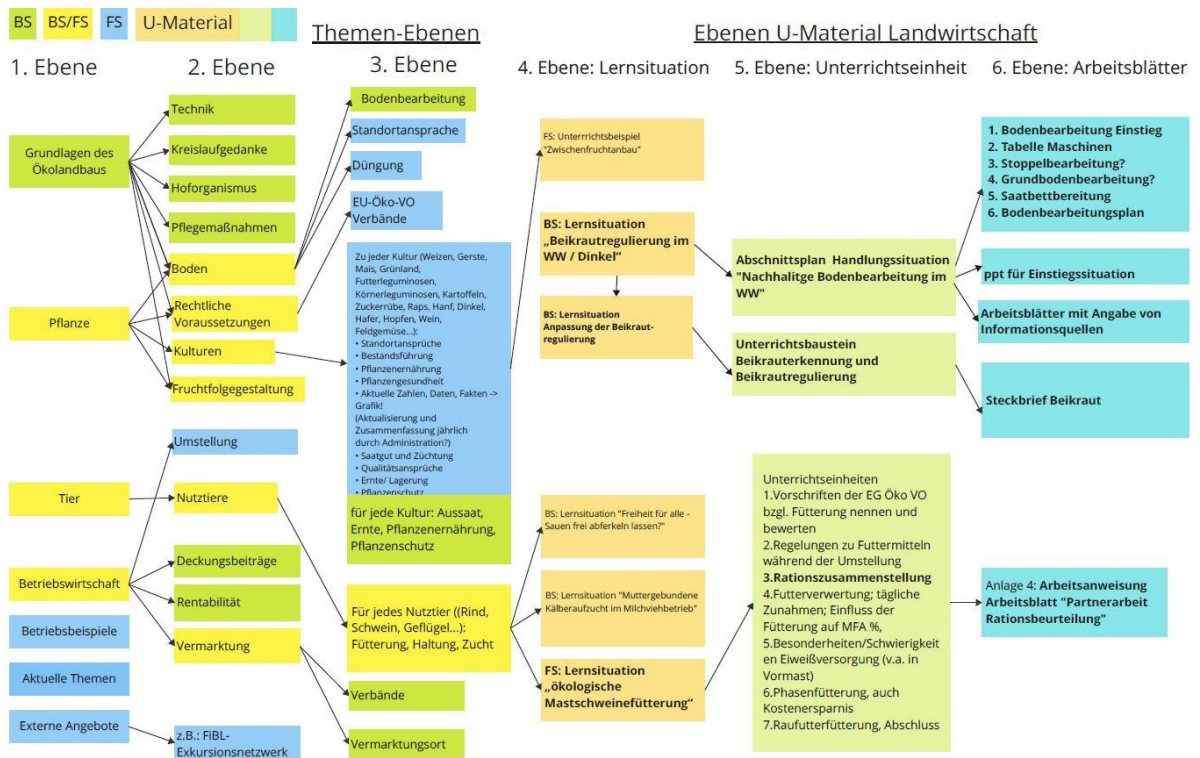 BS
BS/FS
FS
U-Material
Themen-Ebenen
Ebenen U-Material Landwirtschaft
1. Ebene
2. Ebene
3. Ebene
4. Ebene: Lernsituation
5. Ebene: Unterrichtseinheit
6. Ebene: Arbeitsblätter
Grundlagen des
Ökolandbaus
Pflanze
Tier
Betriebswirtschaft
Betriebsbeispiele
Aktuelle Themen
Externe Angebote
Technik
Kreislaufgedanke
Hoforganismus
Pflegemaßnahmen
Boden
Rechtliche
Voraussetzungen
Kulturen
Fruchtfolgegestaltung
Umstellung
Nutztiere
Deckungsbeiträge
Rentabilität
Vermarktung
z.B.: FiBL-
Exkursionsnetzwerk
Bodenbearbeitung
Standortansprache
Düngung
EU-Öko-VO
Verbände
Zu jeder Kultur (Weizen, Gerste,
Mais, Grünland,
Futterleguminosen,
Körnerleguminosen, Kartoffeln,
Zuckerrübe, Raps, Hanf, Dinkel,
Hafer, Hopfen, Wein,
Feldgemüse...):
• Standortansprüche
• Bestandsführung
• Pflanzenernährung
• Pflanzengesundheit
• Aktuelle Zahlen, Daten, Fakten ->
Grafik!
(Aktualisierung und
Zusammenfassung jährlich
durch Administration?)
• Saatgut und Züchtung
• Qualitätsansprüche
• Ernte/ Lagerung
• Pflanzenschutz
für jede Kultur: Aussaat,
Ernte, Pflanzenernährung,
Pflanzenschutz
Für jedes Nutztier ((Rind,
Schwein, Geflügel...):
Fütterung, Haltung, Zucht
Verbände
Vermarktungsort
FS: Unterrrichtsbeispiel
"Zwischenfruchtanbau"
BS: Lernsituation
„Beikrautregulierung im
WW / Dinkel“
BS: Lernsituation
Anpassung der Beikraut-
regulierung
BS: Lernsituation "Freiheit für alle -
Sauen frei abferkeln lassen?"
BS: Lernsituation "Muttergebundene
Kälberaufzucht im Milchviehbetrieb"
FS: Lernsituation
„ökologische
Mastschweinefütterung“
Abschnittsplan Handlungssituation
"Nachhalitge Bodenbearbeitung im
WW"
Unterrichtsbaustein
Beikrauterkennung und
Beikrautregulierung
Unterrichtseinheiten
1.Vorschriften der EG Öko VO
bzgl. Fütterung nennen und
bewerten
2.Regelungen zu Futtermitteln
während der Umstellung
3.Rationszusammenstellung
4.Futterverwertung; tägliche
Zunahmen; Einfluss der
Fütterung auf MFA %,
5.Besonderheiten/Schwierigkeit
en Eiweißversorgung (v.a. in
Vormast)
6.Phasenfütterung, auch
Kostenersparnis
7.Raufutterfütterung, Abschluss
1. Bodenbearbeitung Einstieg
2. Tabelle Maschinen
3. Stoppelbearbeitung?
4. Grundbodenbearbeitung?
5. Saatbettbereitung
6. Bodenbearbeitungsplan
ppt für Einstiegssituation
Arbeitsblätter mit Angabe von
Informationsquellen
Steckbrief Beikraut
Anlage 4: Arbeitsanweisung
Arbeitsblatt "Partnerarbeit
Rationsbeurteilung"